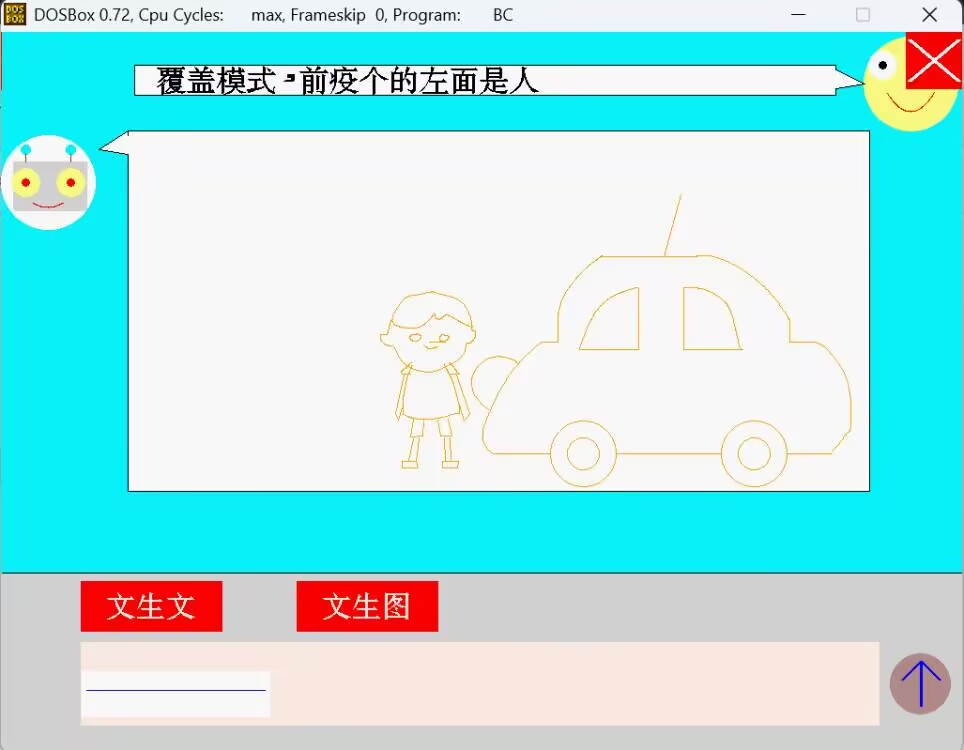 DOSBox 0.72, Cpu Cycles: max, Frameskip 0, Program: BC
覆盖模式，前疫个的左面是人
文生文 文生图